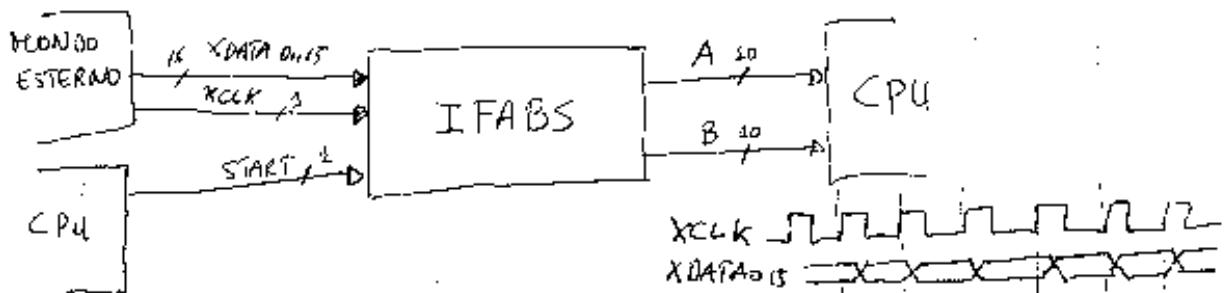 MONDO
ESTERNO
16 XDATA 0..15
XCLK 1
START 1
CPU
IFABS
A 10
B 10
CPU
XCLK
XDATA 0 15